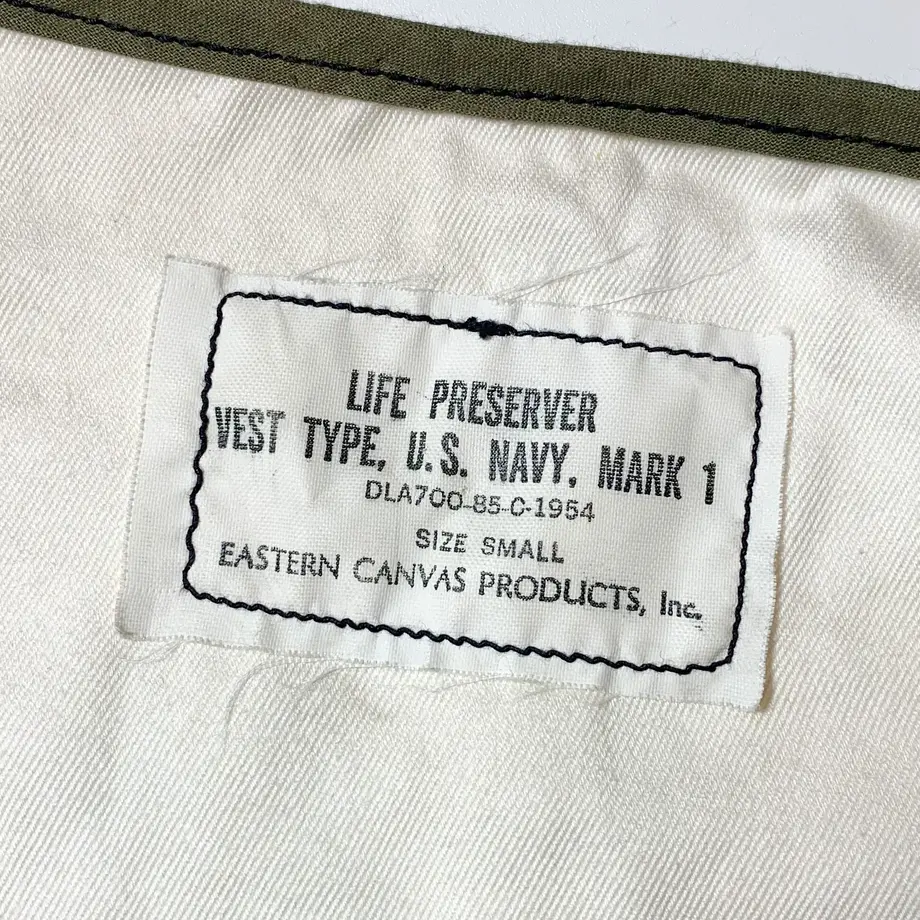 LIFE PRESERVER
VEST TYPE, U.S. NAVY, MARK 1
DLA700-85-C-1954
SIZE SMALL
EASTERN CANVAS PRODUCTS, Inc.